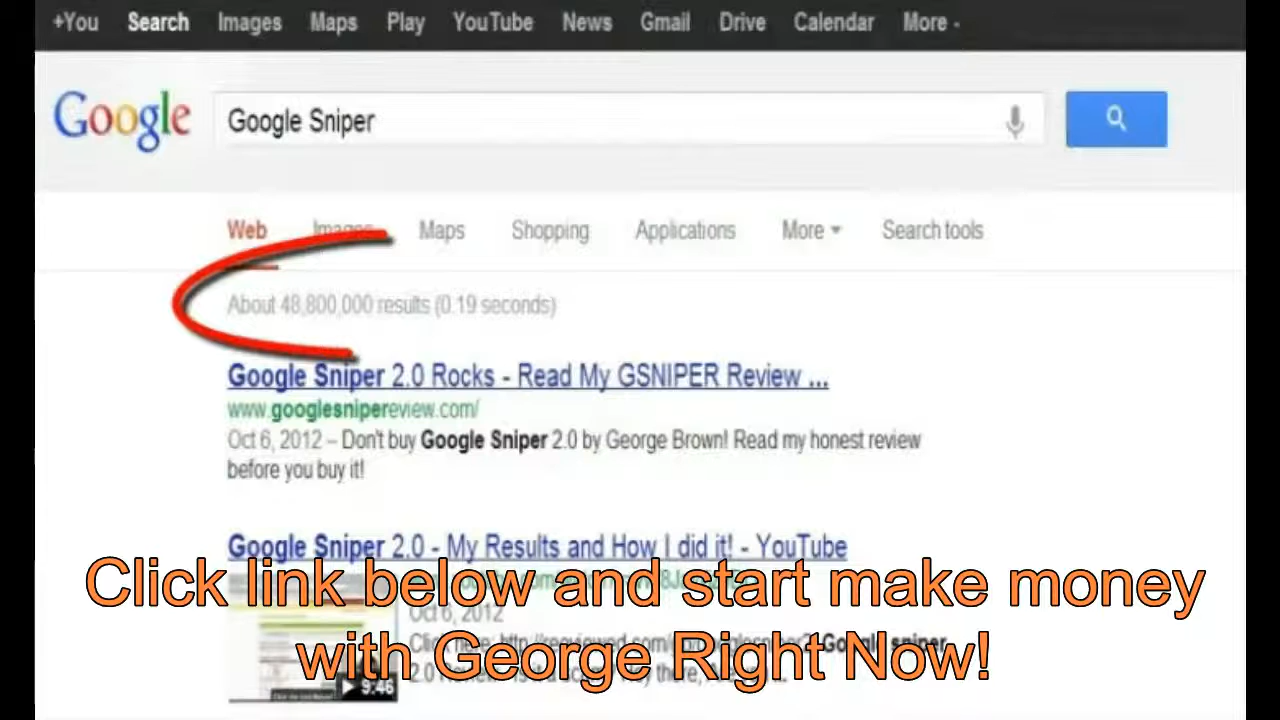 +You Search Images Maps Play YouTube News Gmail Drive Calendar More
Google Google Sniper
Web Images Maps Shopping Applications More Search tools
About 48,800,000 results (0.19 seconds)
Google Sniper 2.0 Rocks - Read My GSNIPER Review ...
www.googlesnipereview.com/
Oct 6, 2012 – Don't buy Google Sniper 2.0 by George Brown! Read my honest review
before you buy it!
Google Sniper 2.0 - My Results and How I did it! - YouTube
Click link below and start make money
Oct 6, 2012
with George Right Now!
9:46